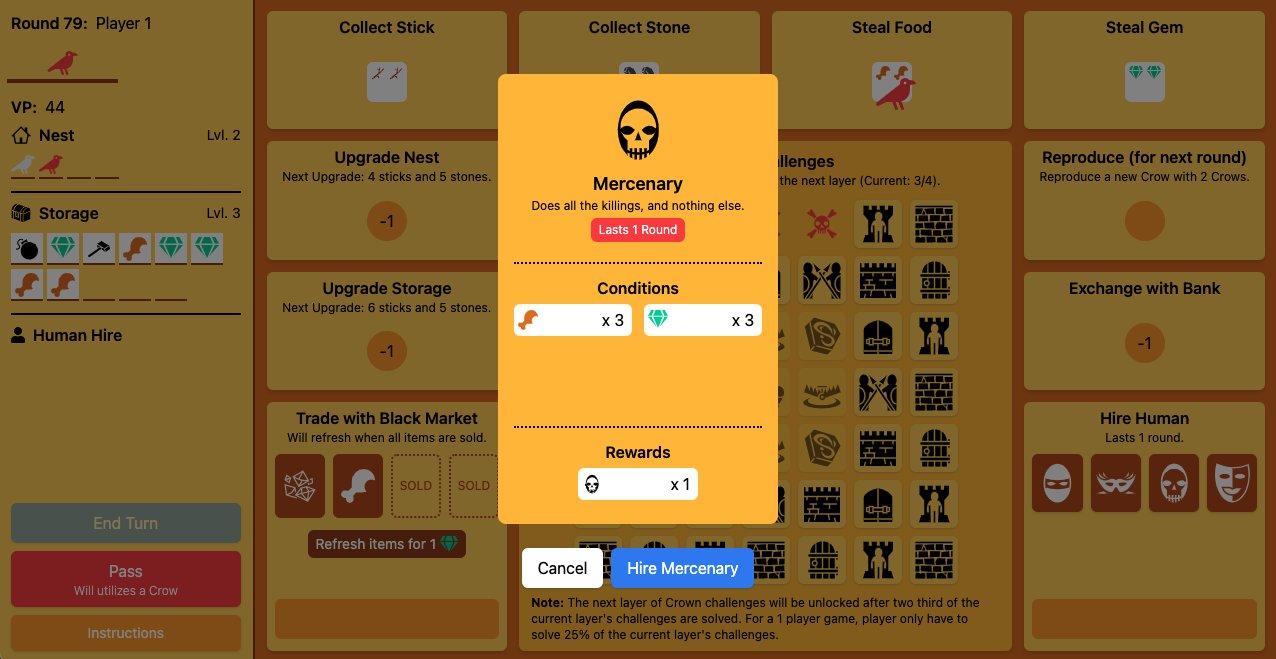 Round 79: Player 1
VP: 44
Nest
Lvl. 2
Storage
Lvl. 3
Human Hire
End Turn
Pass
Will utilizes a Crow
Instructions
Collect Stick
Collect Stone
Steal Food
Steal Gem
Upgrade Nest
Next Upgrade: 4 sticks and 5 stones.
-1
Upgrade Storage
Next Upgrade: 6 sticks and 5 stones.
-1
Trade with Black Market
Will refresh when all items are sold.
SOLD
SOLD
Refresh items for 1
the next layer (Current: 3/4).
Reproduce (for next round)
Reproduce a new Crow with 2 Crows.
Exchange with Bank
-1
Hire Human
Lasts 1 round.
Mercenary
Does all the killings, and nothing else.
Lasts 1 Round
Conditions
x 3
x 3
Rewards
x 1
Cancel
Hire Mercenary
Note: The next layer of Crown challenges will be unlocked after two third of the
current layer's challenges are solved. For a 1 player game, player only have to
solve 25% of the current layer's challenges.